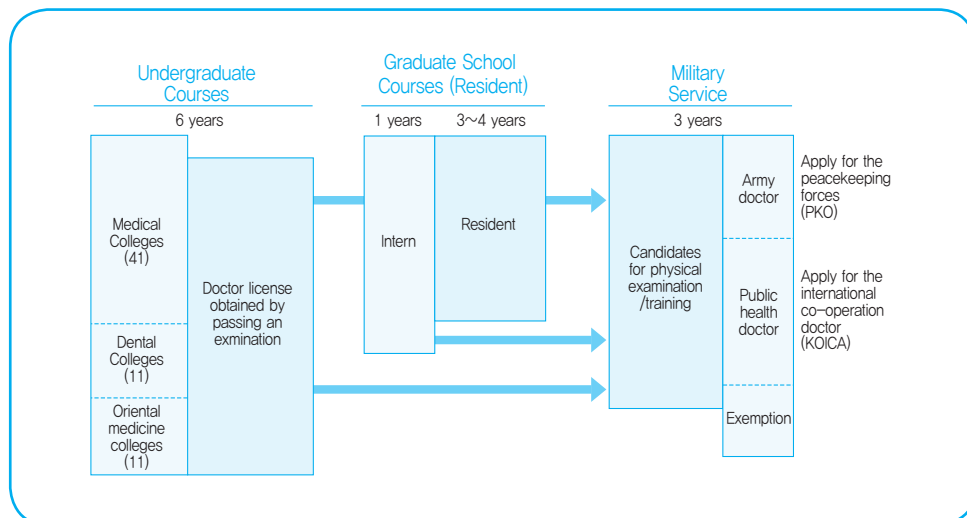 Undergraduate
Courses
6 years
Graduate School
Courses (Resident)
1 years
3~4 years
Military
Service
3 years
Medical
Colleges
(41)
Dental
Colleges
(11)
Oriental
medicine
colleges
(11)
Doctor license
obtained by
passing an
exmination
Intern
Resident
Candidates
for physical
examination
/training
Army
doctor
Public
health
doctor
Exemption
Apply for the
peacekeeping
forces
(PKO)
Apply for the
international
co-operation
doctor
(KOICA)